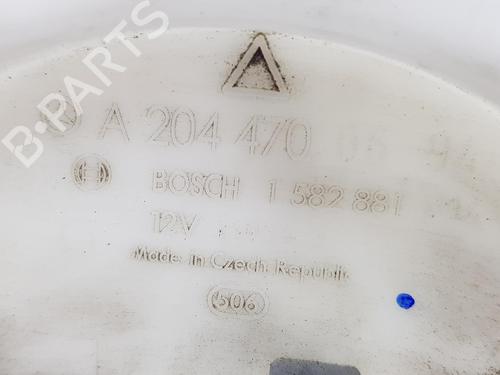 B-PARTS
A 204 470
BOSCH 1 582 881
12V
Made in Czech Republic
506